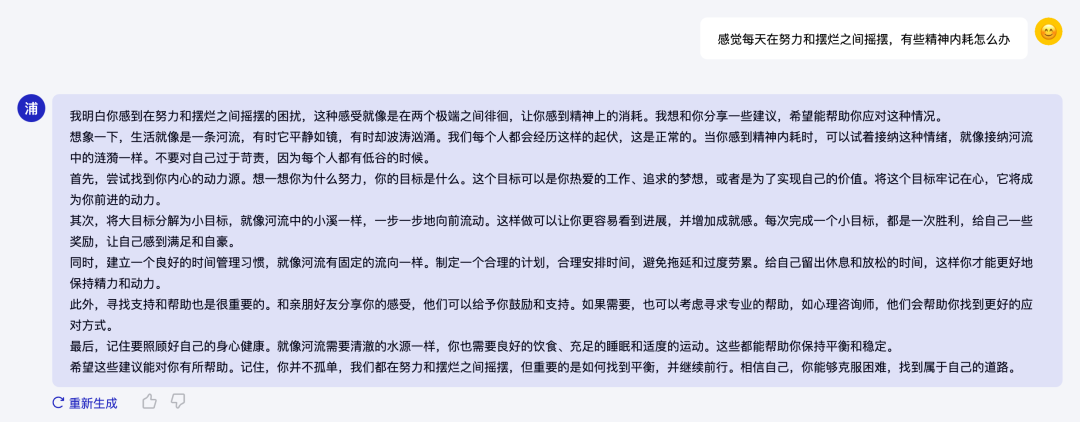 感觉每天在努力和摆烂之间摇摆，有些精神内耗怎么办
浦
我明白你感到在努力和摆烂之间摇摆的困扰，这种感受就像是在两个极端之间徘徊，让你感到精神上的消耗。我想和你分享一些建议，希望能帮助你应对这种情况。
想象一下，生活就像是一条河流，有时它平静如镜，有时却波涛汹涌。我们每个人都会经历这样的起伏，这是正常的。当你感到精神内耗时，可以试着接纳这种情绪，就像接纳河流
中的涟漪一样。不要对自己过于苛责，因为每个人都有低谷的时候。
首先，尝试找到你内心的动力源。想一想你为什么努力，你的目标是什么。这个目标可以是你热爱的工作、追求的梦想，或者是为了实现自己的价值。将这个目标牢记在心，它将成
为你前进的动力。
其次，将大目标分解为小目标，就像河流中的小溪一样，一步一步地向前流动。这样做可以让你更容易看到进展，并增加成就感。每次完成一个小目标，都是一次胜利，给自己一些
奖励，让自己感到满足和自豪。
同时，建立一个良好的时间管理习惯，就像河流有固定的流向一样。制定一个合理的计划，合理安排时间，避免拖延和过度劳累。给自己留出休息和放松的时间，这样你才能更好地
保持精力和动力。
此外，寻找支持和帮助也是很重要的。和亲朋好友分享你的感受，他们可以给予你鼓励和支持。如果需要，也可以考虑寻求专业的帮助，如心理咨询师，他们会帮助你找到更好的应
对方式。
最后，记住要照顾好自己的身心健康。就像河流需要清澈的水源一样，你也需要良好的饮食、充足的睡眠和适度的运动。这些都能帮助你保持平衡和稳定。
希望这些建议能对你有所帮助。记住，你并不孤单，我们都在努力和摆烂之间摇摆，但重要的是如何找到平衡，并继续前行。相信自己，你能够克服困难，找到属于自己的道路。
重新生成